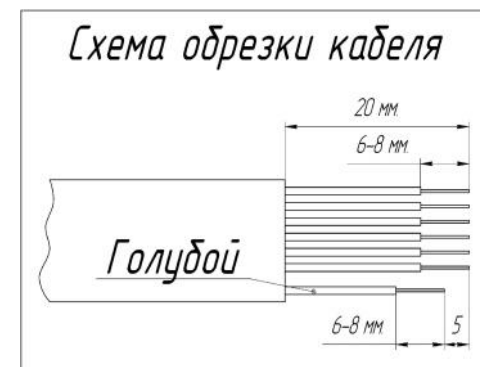 Схема обрезки кабеля
20 мм.
6-8 мм.
Голубой
6-8 мм. 5